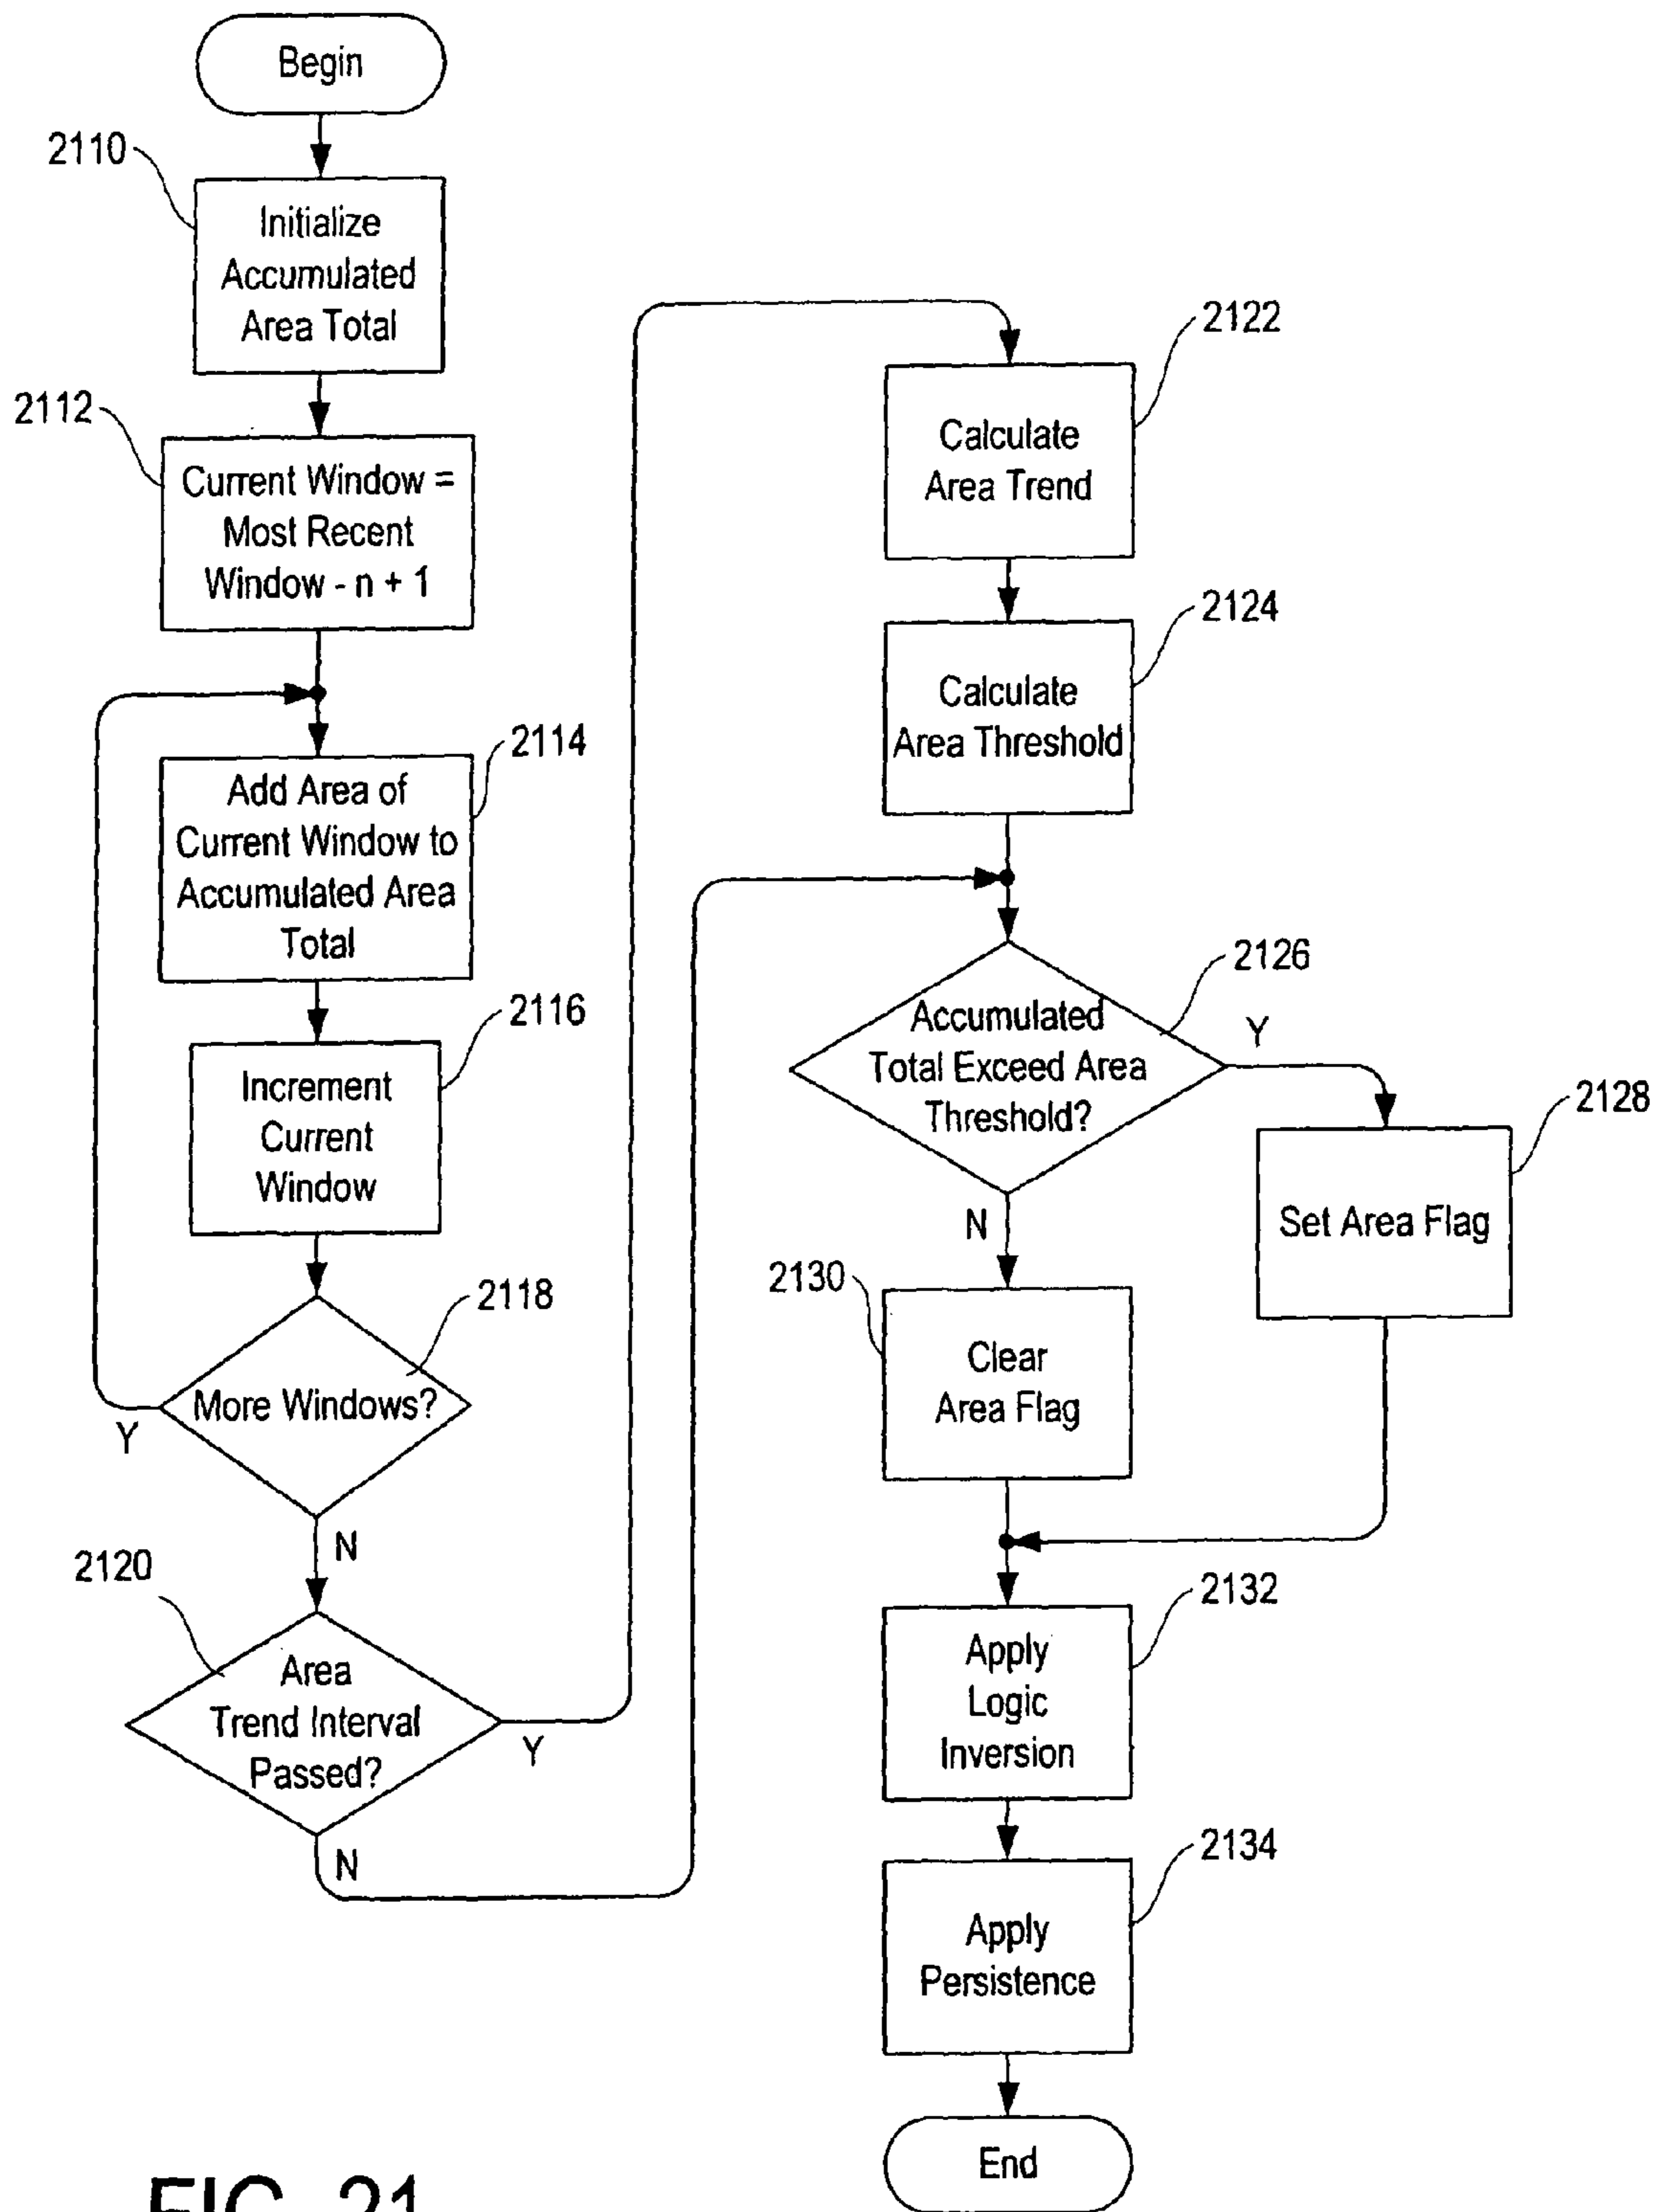 Begin
2110
Initialize
Accumulated
Area Total
2112
Current Window =
Most Recent
Window - n + 1
2114
Add Area of
Current Window to
Accumulated Area
Total
2116
Increment
Current
Window
2118
More Windows?
Y
N
2120
Area
Trend Interval
Passed?
Y
N
2122
Calculate
Area Trend
2124
Calculate
Area Threshold
2126
Accumulated
Total Exceed Area
Threshold?
Y
N
2128
Set Area Flag
2130
Clear
Area Flag
2132
Apply
Logic
Inversion
2134
Apply
Persistence
End
FIG. 21